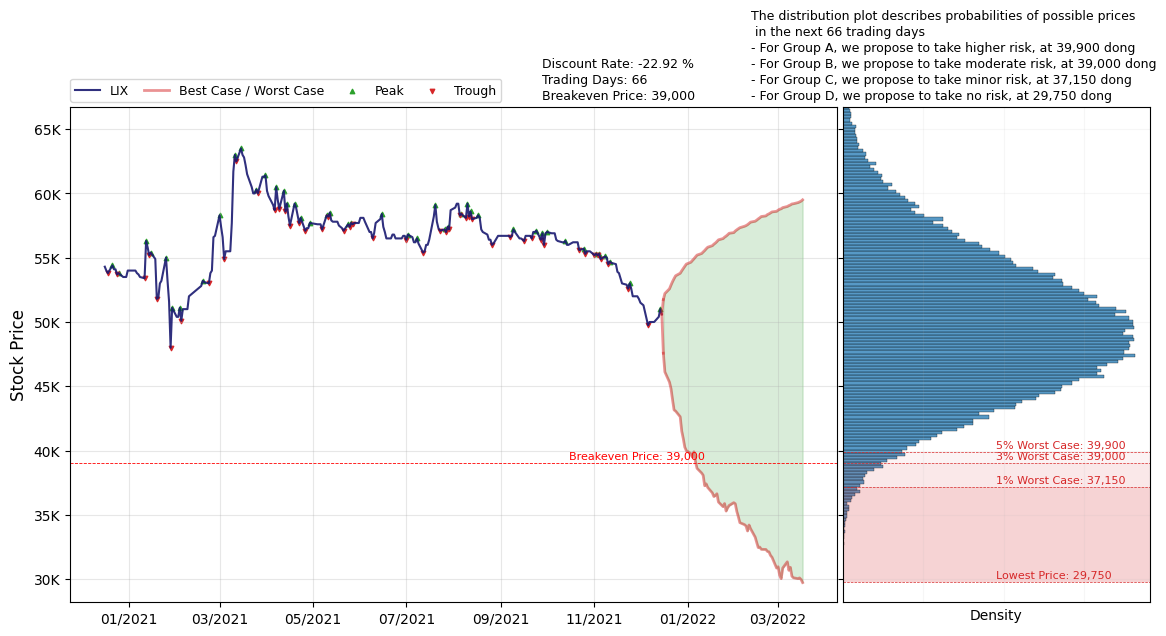 The distribution plot describes probabilities of possible prices
in the next 66 trading days
- For Group A, we propose to take higher risk, at 39,900 dong
- For Group B, we propose to take moderate risk, at 39,000 dong
- For Group C, we propose to take minor risk, at 37,150 dong
- For Group D, we propose to take no risk, at 29,750 dong
Discount Rate: -22.92 %
Trading Days: 66
Breakeven Price: 39,000
LIX
Best Case / Worst Case
Peak
Trough
Stock Price
65K
60K
55K
50K
45K
40K
35K
30K
Breakeven Price: 39,000
01/2021
03/2021
05/2021
07/2021
09/2021
11/2021
01/2022
03/2022
5% Worst Case: 39,900
3% Worst Case: 39,000
1% Worst Case: 37,150
Lowest Price: 29,750
Density